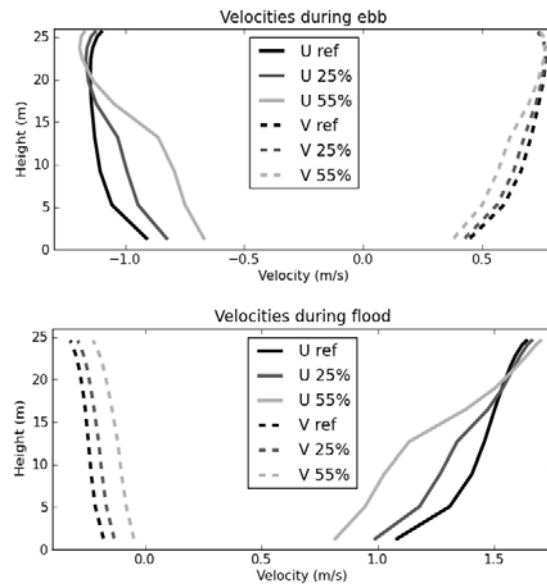 Velocities during ebb
25
20
15
10
5
0
Height (m)
U ref
U 25%
U 55%
V ref
V 25%
V 55%
−1.0
−0.5
0.0
0.5
Velocity (m/s)
Velocities during flood
25
20
15
10
5
0
Height (m)
U ref
U 25%
U 55%
V ref
V 25%
V 55%
0.0
0.5
1.0
1.5
Velocity (m/s)